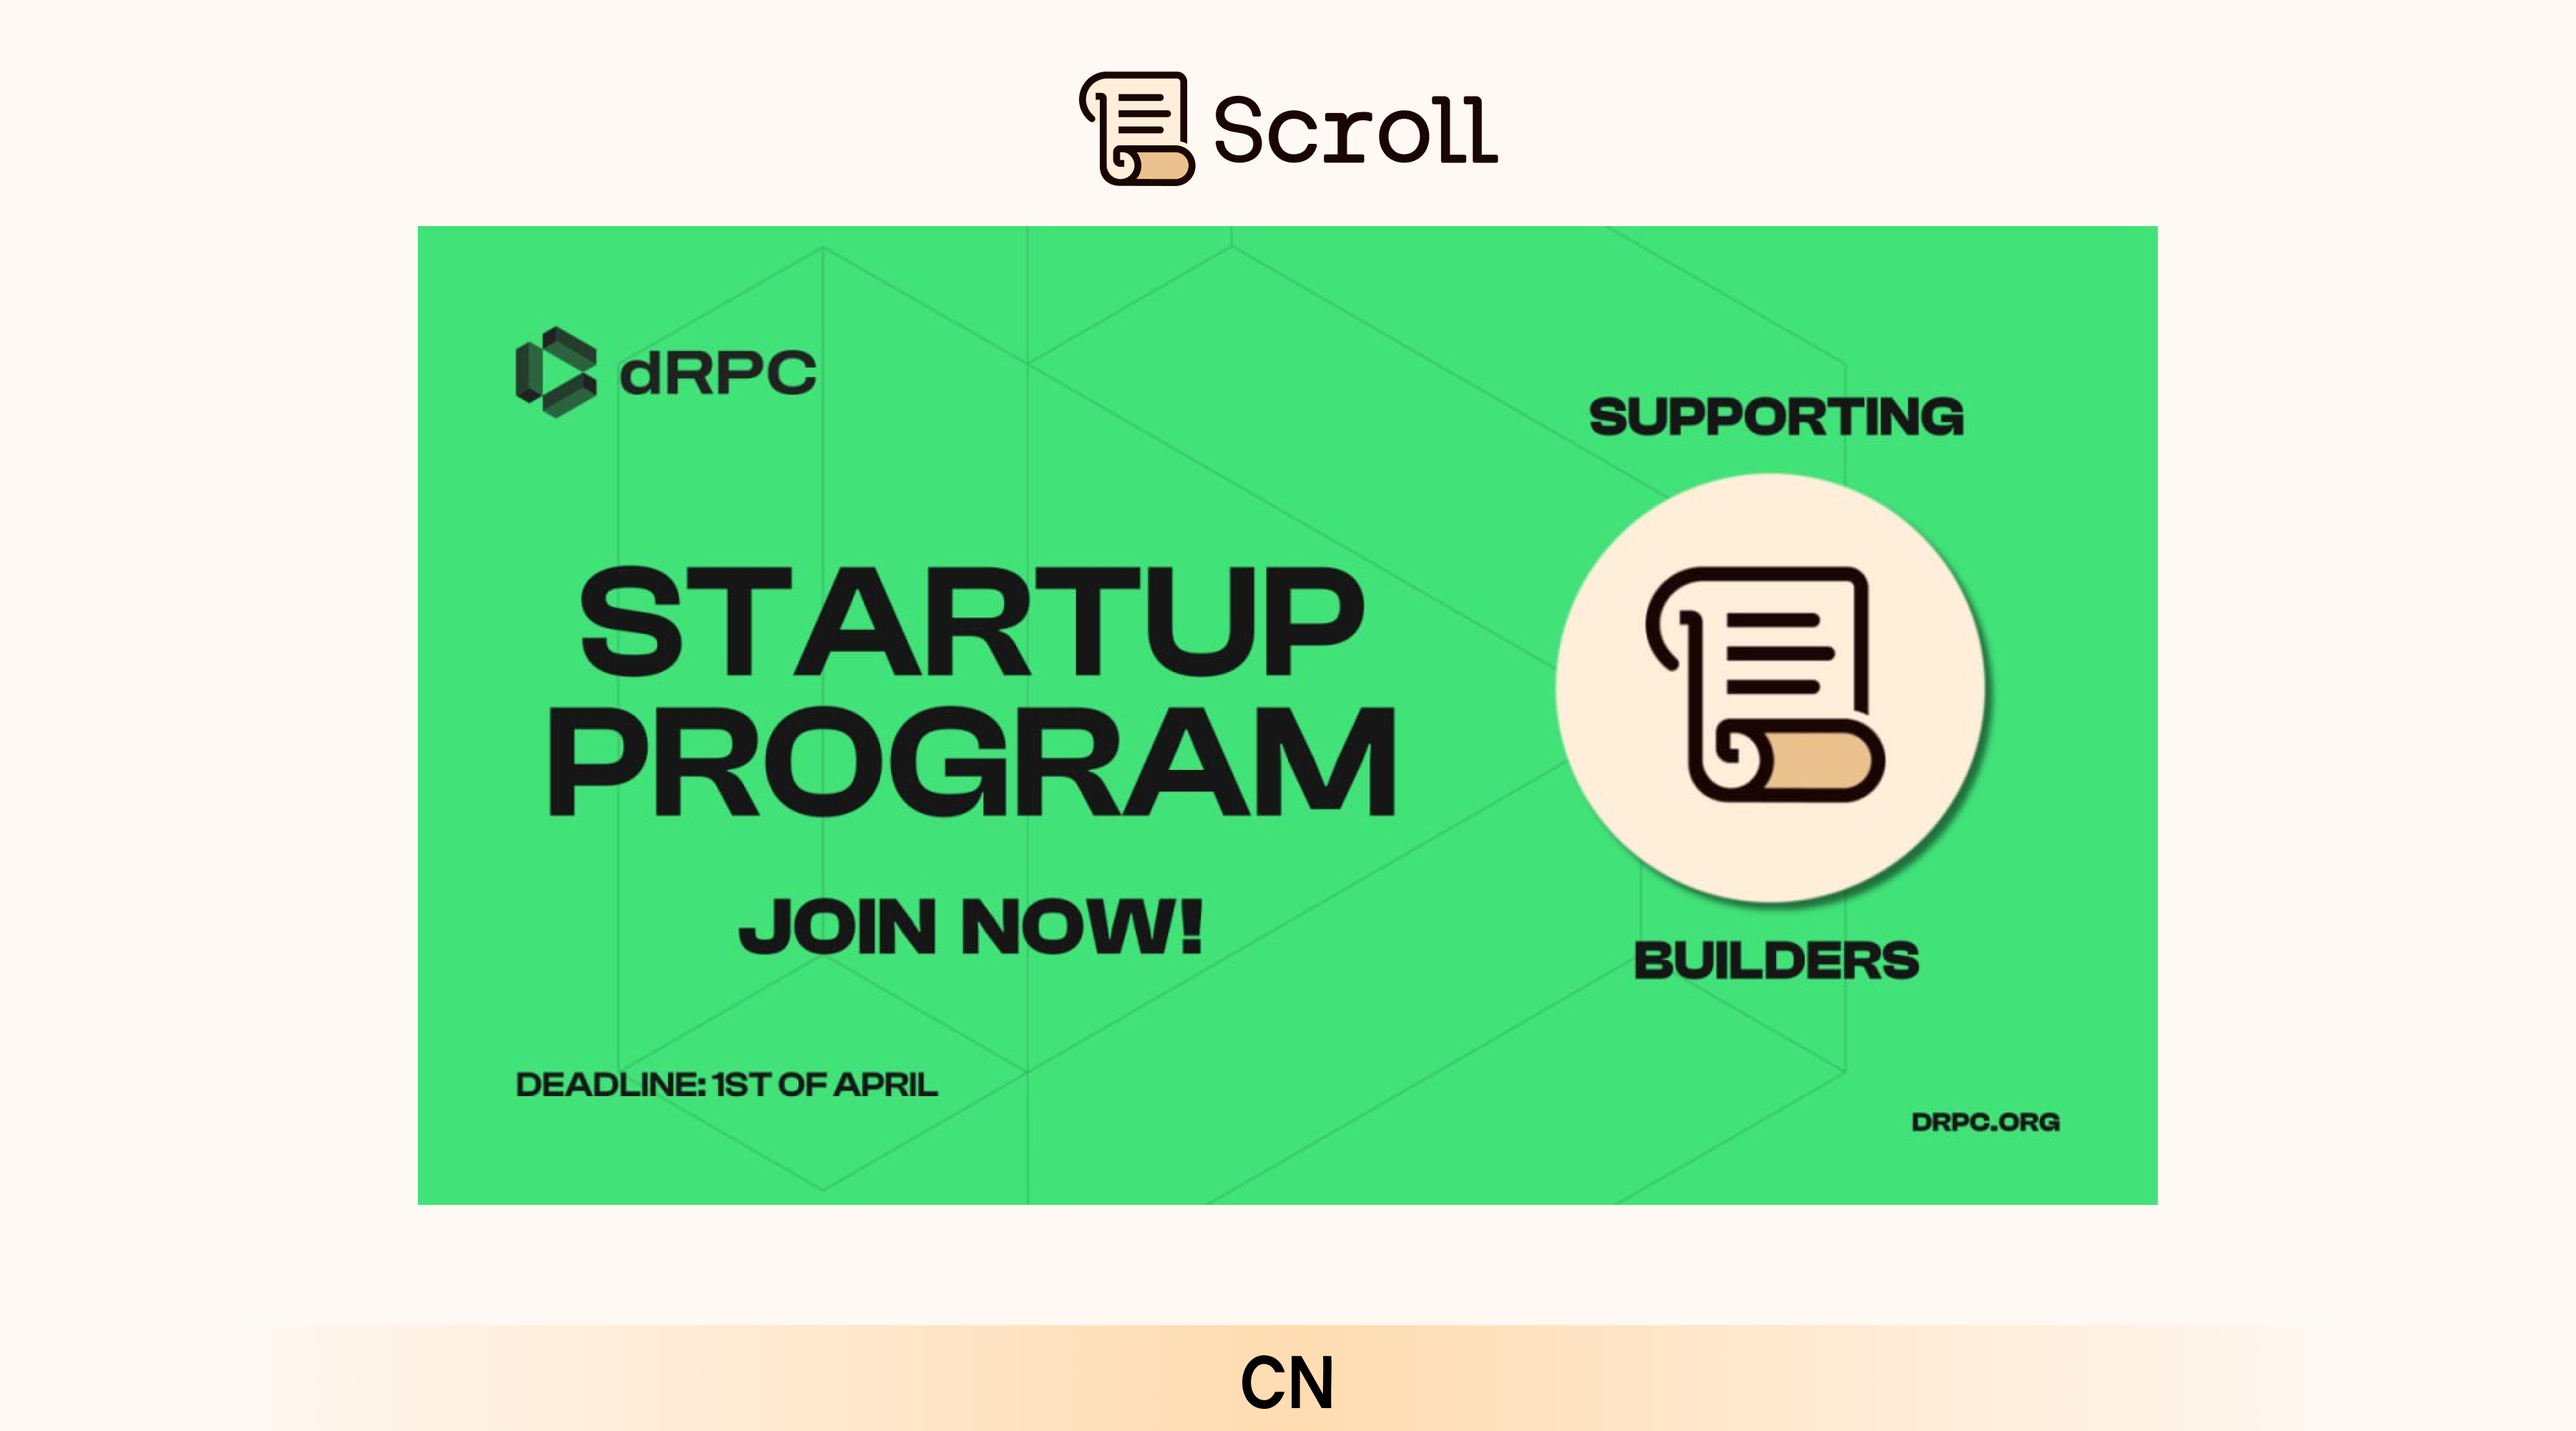 Scroll
dRPC
STARTUP
PROGRAM
JOIN NOW!
DEADLINE: 1ST OF APRIL
SUPPORTING
BUILDERS
DRPC.ORG
CN